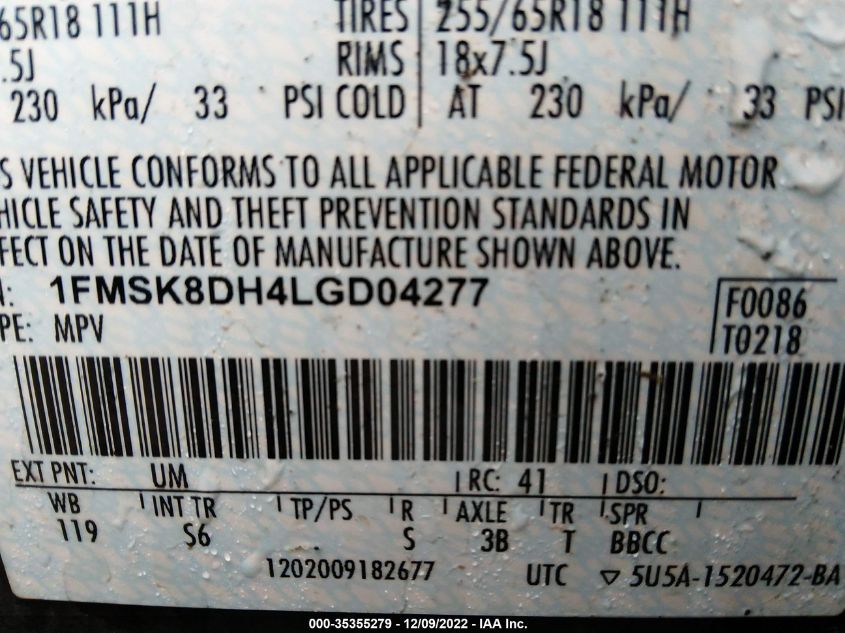 65R18 111H TIRES 255/65R18 111H
.5J RIMS 18x7.5J
230 kPa/ 33 PSI COLD AT 230 kPa/ 33 PSI
S VEHICLE CONFORMS TO ALL APPLICABLE FEDERAL MOTOR
HICLE SAFETY AND THEFT PREVENTION STANDARDS IN
FECT ON THE DATE OF MANUFACTURE SHOWN ABOVE.
: 1FMSK8DH4LGD04277 F0086
PE: MPV T0218
EXT PNT: UM RC: 41 DSO:
WB INT TR TP/PS R AXLE TR SPR
119 S6 .. S 3B T BBCC
1202009182677 UTC ▽ 5U5A-1520472-BA
000-35355279 - 12/09/2022 - IAA Inc.